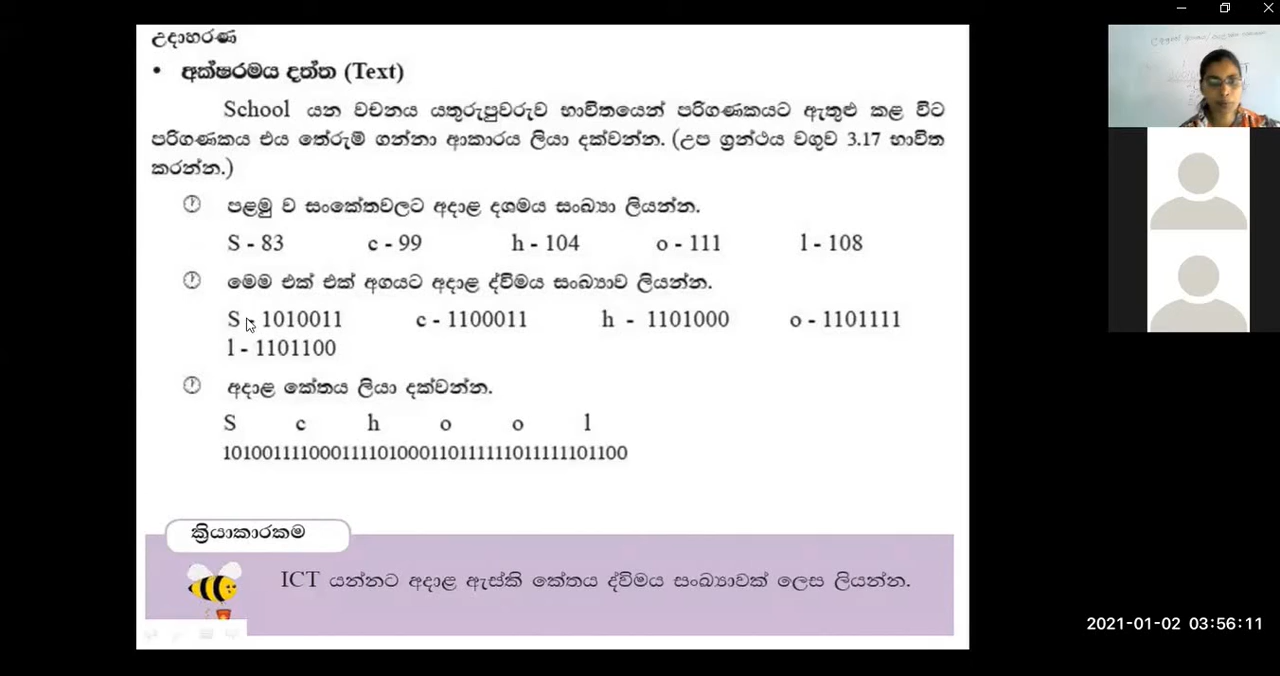 උදාහරණ
• අක්ෂරමය දත්ත (Text)
School යන වචනය යතුරුපුවරුව භාවිතයෙන් පරිගණකයට ඇතුළු කළ විට
පරිගණකය එය තේරුම් ගන්නා ආකාරය ලියා දක්වන්න. (උප ග්‍රන්ථය වගුව 3.17 භාවිත
කරන්න.)
පළමු ව සංකේතවලට අදාළ දශමය සංඛ්‍යා ලියන්න.
S - 83 c - 99 h - 104 o - 111 l - 108
මෙම එක් එක් අගයට අදාළ ද්විමය සංඛ්‍යාව ලියන්න.
S - 1010011 c - 1100011 h - 1101000 o - 1101111
l - 1101100
අදාළ කේතය ලියා දක්වන්න.
S c h o o l
101001111000111101000110111111011111101100
ක්‍රියාකාරකම
ICT යන්නට අදාළ ඇස්කි කේතය ද්විමය සංඛ්‍යාවක් ලෙස ලියන්න.
2021-01-02 03:56:11